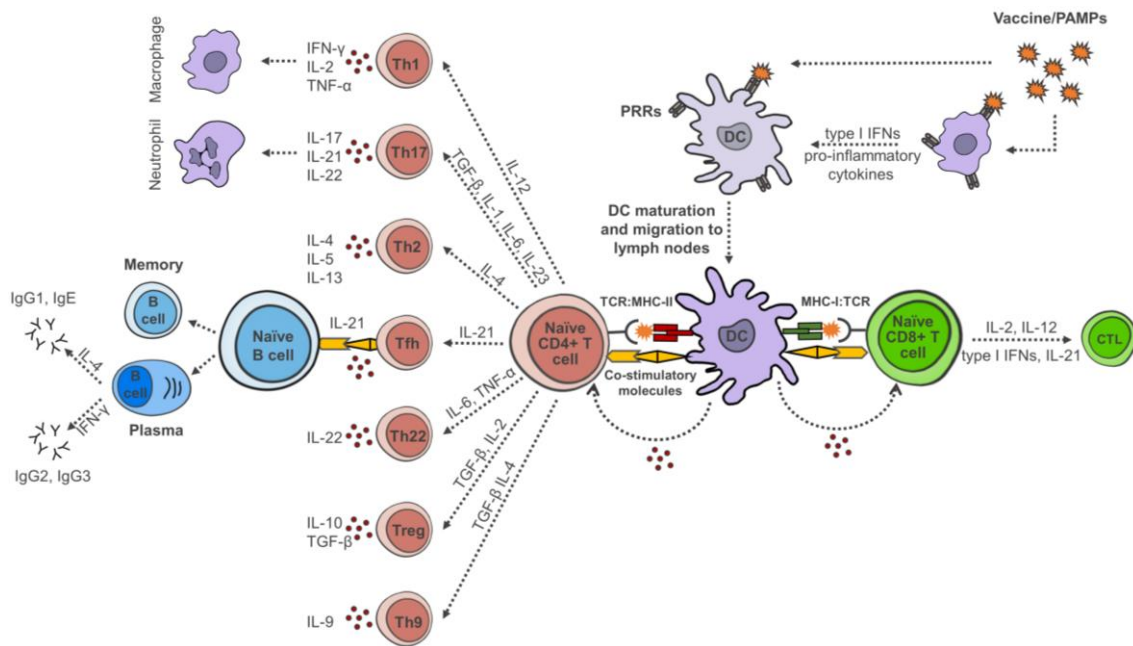 Vaccine/PAMPs
PRRs
DC
type I IFNs
pro-inflammatory
cytokines
DC maturation
and migration to
lymph nodes
Macrophage
IFN-γ
IL-2
TNF-α
Th1
IL-12
Neutrophil
IL-17
IL-21
IL-22
Th17
TGF-β, IL-1, IL-6, IL-23
IL-4
IL-5
IL-13
Th2
IL-4
Memory
B
cell
IgG1, IgE
IL-4
B
cell
Plasma
IFN-γ
IgG2, IgG3
Naïve
B cell
IL-21
Tfh
IL-21
Naïve
CD4+ T
cell
TCR:MHC-II
Co-stimulatory
molecules
DC
MHC-I:TCR
Naïve
CD8+ T
cell
IL-2, IL-12
type I IFNs, IL-21
CTL
IL-22
Th22
IL-6, TNF-α
IL-10
TGF-β
Treg
TGF-β, IL-2
IL-9
Th9
TGF-β IL-4